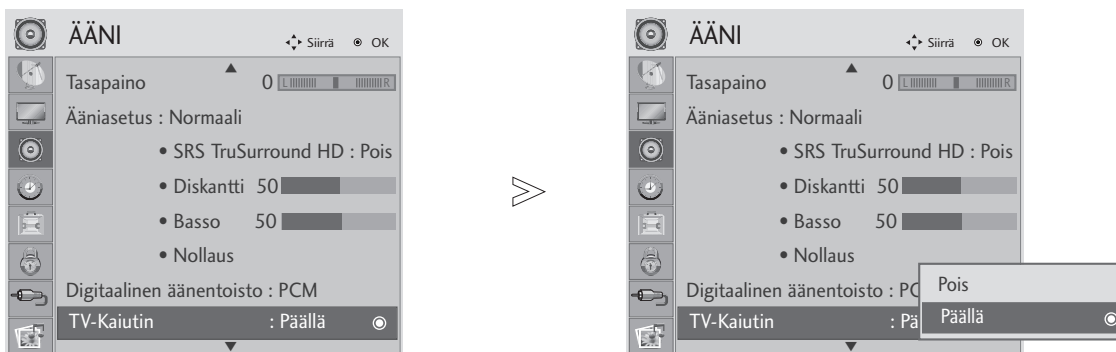 ÄÄNI Siirrä OK
Tasapaino 0 L R
Ääniasetus : Normaali
• SRS TruSurround HD : Pois
• Diskantti 50
• Basso 50
• Nollaus
Digitaalinen äänentoisto : PCM
TV-Kaiutin : Päällä
ÄÄNI Siirrä OK
Tasapaino 0 L R
Ääniasetus : Normaali
• SRS TruSurround HD : Pois
• Diskantti 50
• Basso 50
• Nollaus
Digitaalinen äänentoisto : PC
TV-Kaiutin : Pä
Pois
Päällä